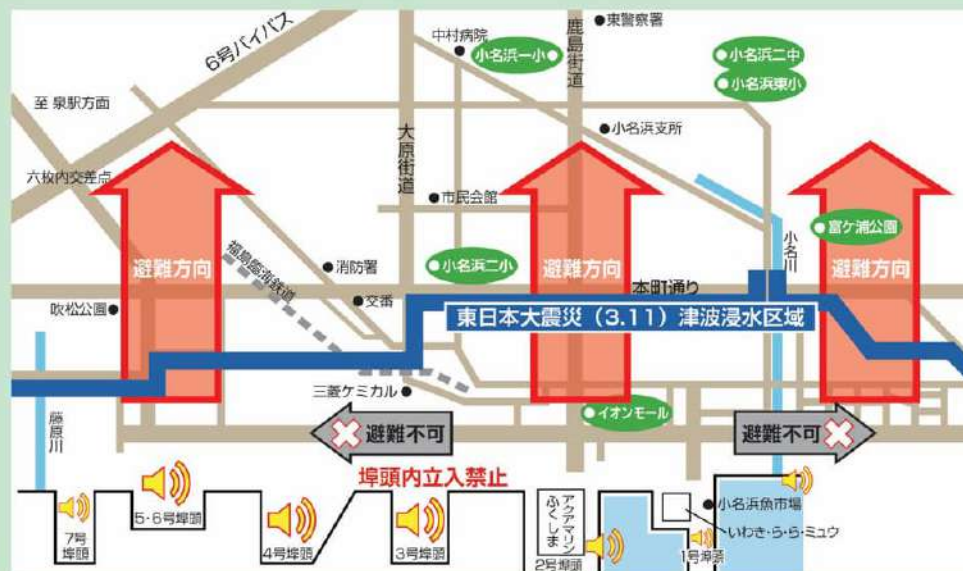 6号バイパス
中村病院
小名浜一小
鹿島街道
東警察署
小名浜二中
小名浜東小
至 泉駅方面
大原街道
小名浜支所
六枚内交差点
市民会館
富ケ浦公園
小名川
避難方向
福島臨海鉄道
消防署
小名浜二小
避難方向
避難方向
吹松公園
交番
本町通り
東日本大震災（3.11）津波浸水区域
三菱ケミカル
イオンモール
藤原川
避難不可
避難不可
埠頭内立入禁止
7号
埠頭
5・6号埠頭
4号埠頭
3号埠頭
アクアマリン
ふくしま
2号埠頭
小名浜魚市場
いわき・ら・ら・ミュウ
1号埠頭